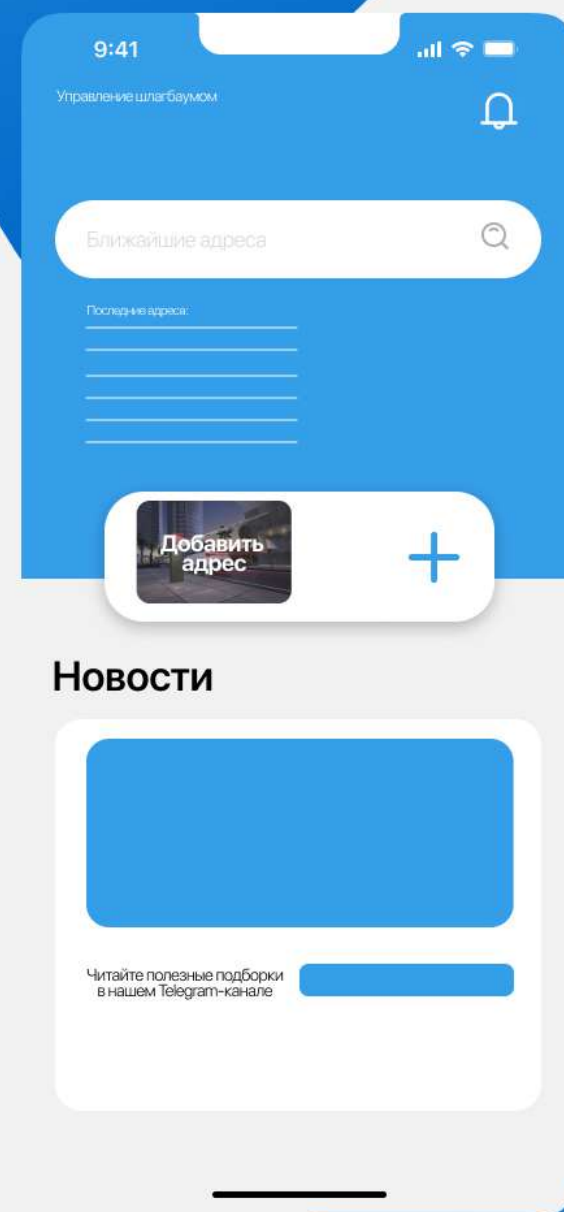 9:41
Управление шлагбаумом
Ближайшие адреса
Последние адреса:
Добавить
адрес
Новости
Читайте полезные подборки
в нашем Telegram-канале